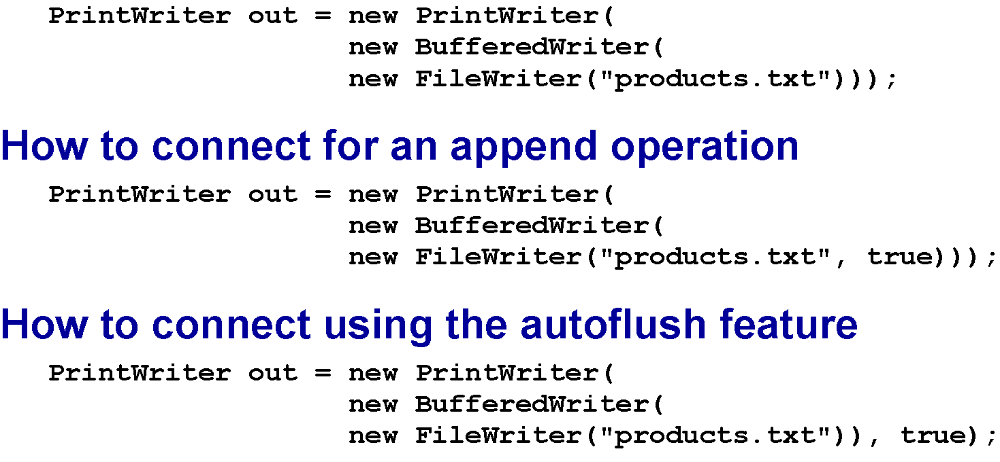 PrintWriter out = new PrintWriter(
new BufferedWriter(
new FileWriter("products.txt")));
How to connect for an append operation
PrintWriter out = new PrintWriter(
new BufferedWriter(
new FileWriter("products.txt", true)));
How to connect using the autoflush feature
PrintWriter out = new PrintWriter(
new BufferedWriter(
new FileWriter("products.txt")), true);